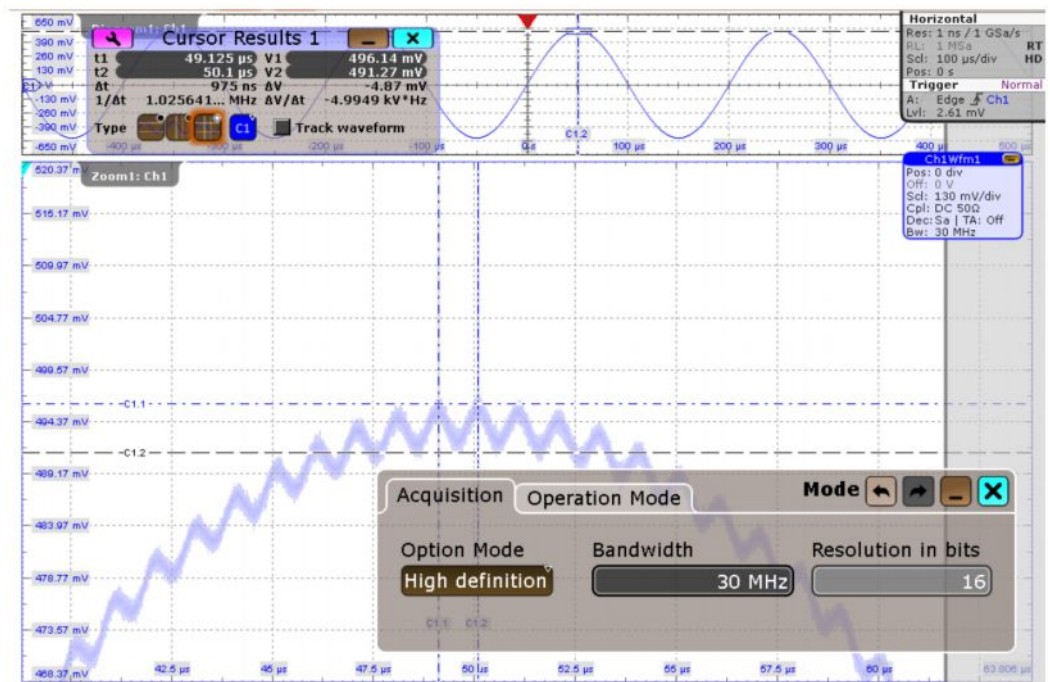 650 mV
390 mV
260 mV
130 mV
0 V
-130 mV
-260 mV
-390 mV
-650 mV
Cursor Results 1
t1 49.125 µs V1 496.14 mV
t2 50.1 µs V2 491.27 mV
Δt 975 ns ΔV -4.87 mV
1/Δt 1.025641... MHz ΔV/Δt -4.9949 kV*Hz
Type C1 Track waveform
C1.2
-400 µs -200 µs 0 s 100 µs 200 µs 300 µs 400 µs 500 µs
Horizontal
Res: 1 ns / 1 GSa/s
RL: 1 MSa RT
Scl: 100 µs/div HD
Pos: 0 s
Trigger Normal
A: Edge Ch1
Lvl: 2.61 mV
Ch1Wfm1
Pos: 0 div
Off: 0 V
Scl: 130 mV/div
Cpl: DC 50Ω
Dec: Sa | TA: Off
Bw: 30 MHz
Zoom1: Ch1
520.37 mV
515.17 mV
509.97 mV
504.77 mV
499.57 mV
C1.1
494.37 mV
C1.2
489.17 mV
483.97 mV
478.77 mV
473.57 mV
468.37 mV
Acquisition Operation Mode Mode
Option Mode Bandwidth Resolution in bits
High definition 30 MHz 16
C1.1 C1.2
42.5 µs 45 µs 47.5 µs 50 µs 52.5 µs 55 µs 57.5 µs 60 µs 63.806 µs